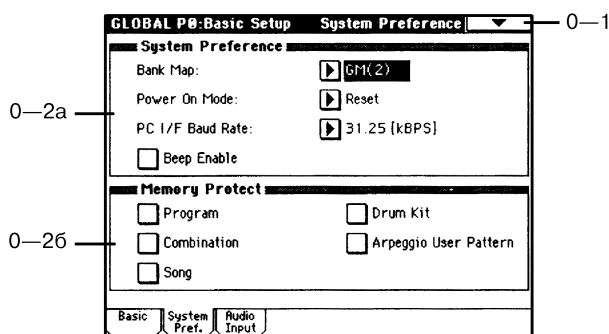 GLOBAL P0:Basic Setup System Preference
0—1
System Preference
Bank Map: GM(2)
Power On Mode: Reset
0—2а
PC I/F Baud Rate: 31.25 [kBPS]
Beep Enable
Memory Protect
Program Drum Kit
0—2б
Combination Arpeggio User Pattern
Song
Basic System Pref. Audio Input